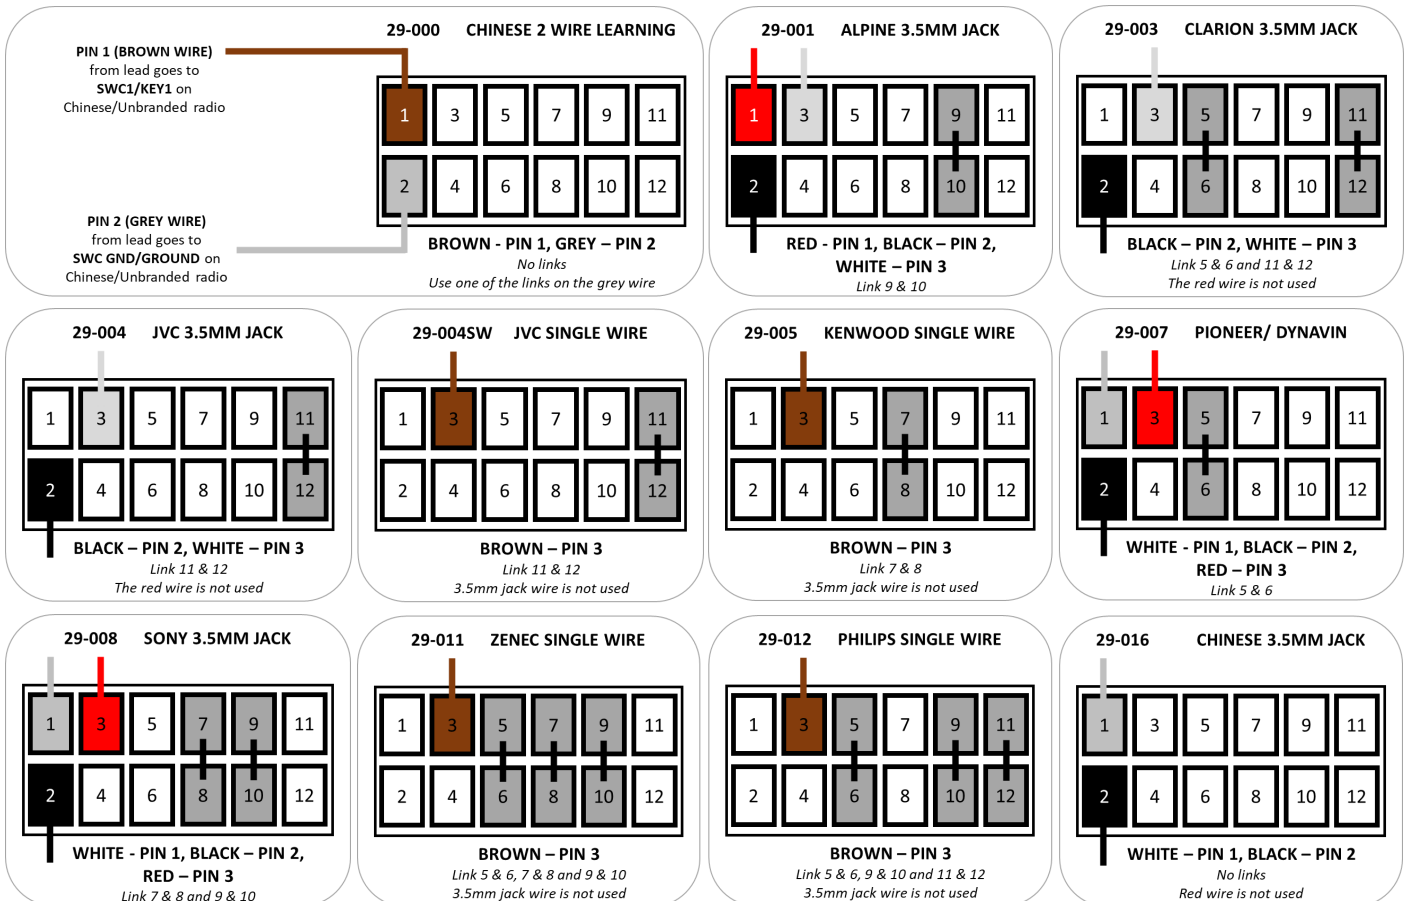 29-000 CHINESE 2 WIRE LEARNING
PIN 1 (BROWN WIRE)
from lead goes to
SWC1/KEY1 on
Chinese/Unbranded radio
1 3 5 7 9 11
2 4 6 8 10 12
PIN 2 (GREY WIRE)
from lead goes to
SWC GND/GROUND on
Chinese/Unbranded radio
BROWN - PIN 1, GREY – PIN 2
No links
Use one of the links on the grey wire
29-001 ALPINE 3.5MM JACK
1 3 5 7 9 11
2 4 6 8 10 12
RED - PIN 1, BLACK – PIN 2,
WHITE – PIN 3
Link 9 & 10
29-003 CLARION 3.5MM JACK
1 3 5 7 9 11
2 4 6 8 10 12
BLACK – PIN 2, WHITE – PIN 3
Link 5 & 6 and 11 & 12
The red wire is not used
29-004 JVC 3.5MM JACK
1 3 5 7 9 11
2 4 6 8 10 12
BLACK – PIN 2, WHITE – PIN 3
Link 11 & 12
The red wire is not used
29-004SW JVC SINGLE WIRE
1 3 5 7 9 11
2 4 6 8 10 12
BROWN – PIN 3
Link 11 & 12
3.5mm jack wire is not used
29-005 KENWOOD SINGLE WIRE
1 3 5 7 9 11
2 4 6 8 10 12
BROWN – PIN 3
Link 7 & 8
3.5mm jack wire is not used
29-007 PIONEER/ DYNAVIN
1 3 5 7 9 11
2 4 6 8 10 12
WHITE - PIN 1, BLACK – PIN 2,
RED – PIN 3
Link 5 & 6
29-008 SONY 3.5MM JACK
1 3 5 7 9 11
2 4 6 8 10 12
WHITE - PIN 1, BLACK – PIN 2,
RED – PIN 3
Link 7 & 8 and 9 & 10
29-011 ZENEC SINGLE WIRE
1 3 5 7 9 11
2 4 6 8 10 12
BROWN – PIN 3
Link 5 & 6, 7 & 8 and 9 & 10
3.5mm jack wire is not used
29-012 PHILIPS SINGLE WIRE
1 3 5 7 9 11
2 4 6 8 10 12
BROWN – PIN 3
Link 5 & 6, 9 & 10 and 11 & 12
3.5mm jack wire is not used
29-016 CHINESE 3.5MM JACK
1 3 5 7 9 11
2 4 6 8 10 12
WHITE – PIN 1, BLACK – PIN 2
No links
Red wire is not used